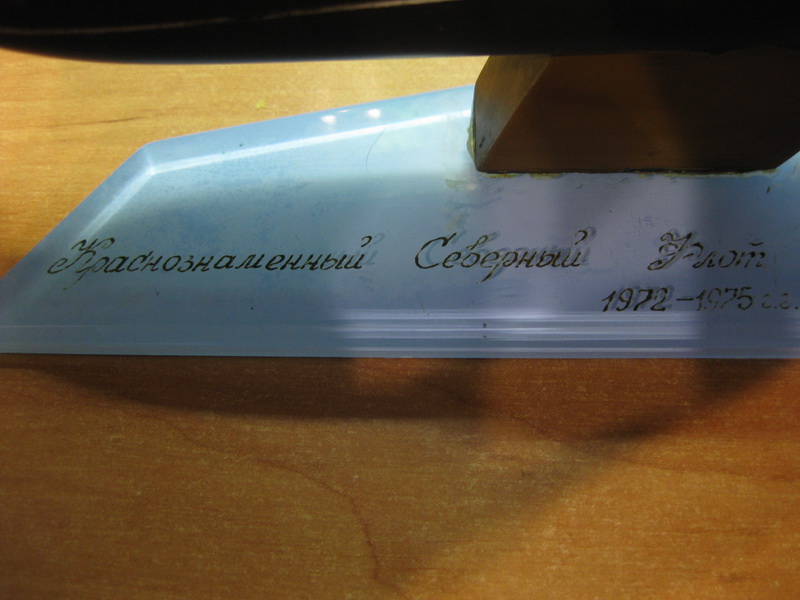 Краснознаменный Северный Флот
1972-1975 г.г.